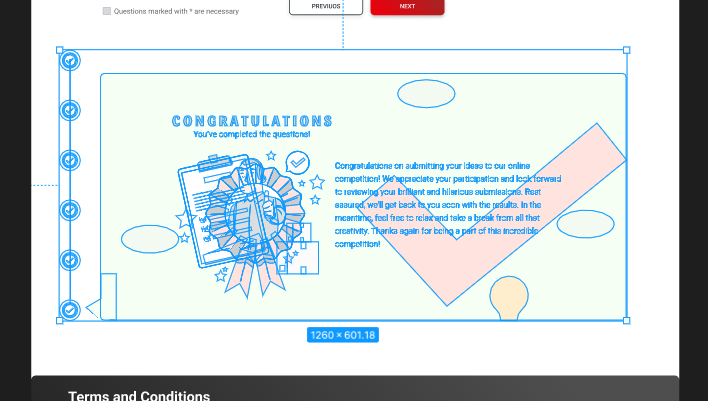 Questions marked with * are necessary
PREVIUOS
NEXT
CONGRATULATIONS
You've completed the questions!
Congratulations on submitting your ideas to our online
competition! We appreciate your participation and look forward
to reviewing your brilliant and hilarious submissions. Rest
assured, we'll get back to you soon with the results. In the
meantime, feel free to relax and take a break from all that
creativity. Thanks again for being a part of this incredible
competition!
1260 × 601.18
Terms and Conditions